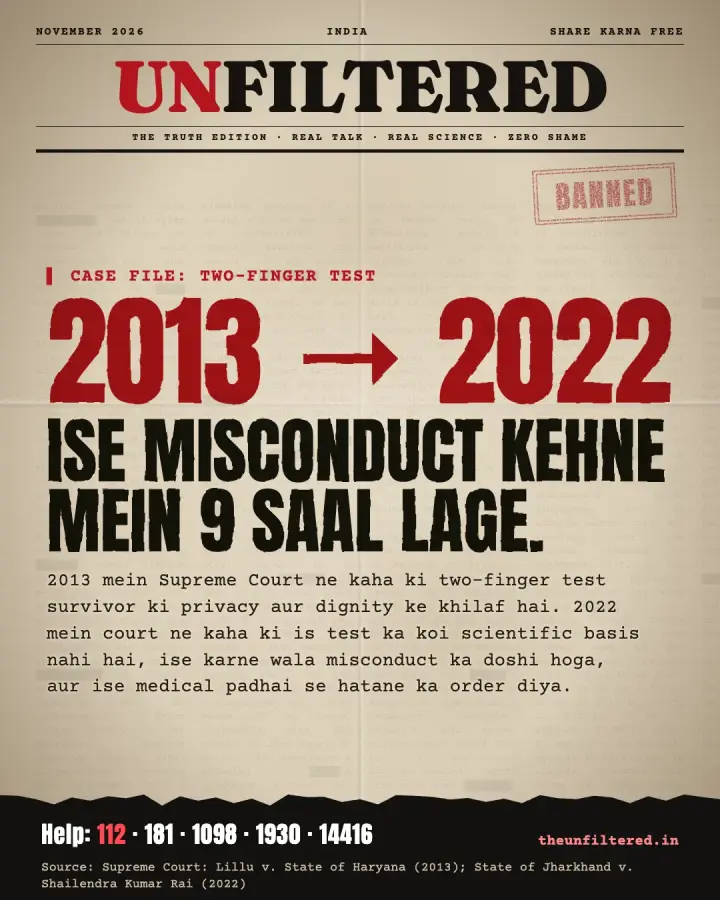 NOVEMBER 2026 INDIA SHARE KARNA FREE
UNFILTERED
THE TRUTH EDITION · REAL TALK · REAL SCIENCE · ZERO SHAME
BANNED
CASE FILE: TWO-FINGER TEST
2013 → 2022
ISE MISCONDUCT KEHNE
MEIN 9 SAAL LAGE.
2013 mein Supreme Court ne kaha ki two-finger test
survivor ki privacy aur dignity ke khilaf hai. 2022
mein court ne kaha ki is test ka koi scientific basis
nahi hai, ise karne wala misconduct ka doshi hoga,
aur ise medical padhai se hatane ka order diya.
Help: 112 · 181 · 1098 · 1930 · 14416
theunfiltered.in
Source: Supreme Court: Lillu v. State of Haryana (2013); State of Jharkhand v.
Shailendra Kumar Rai (2022)